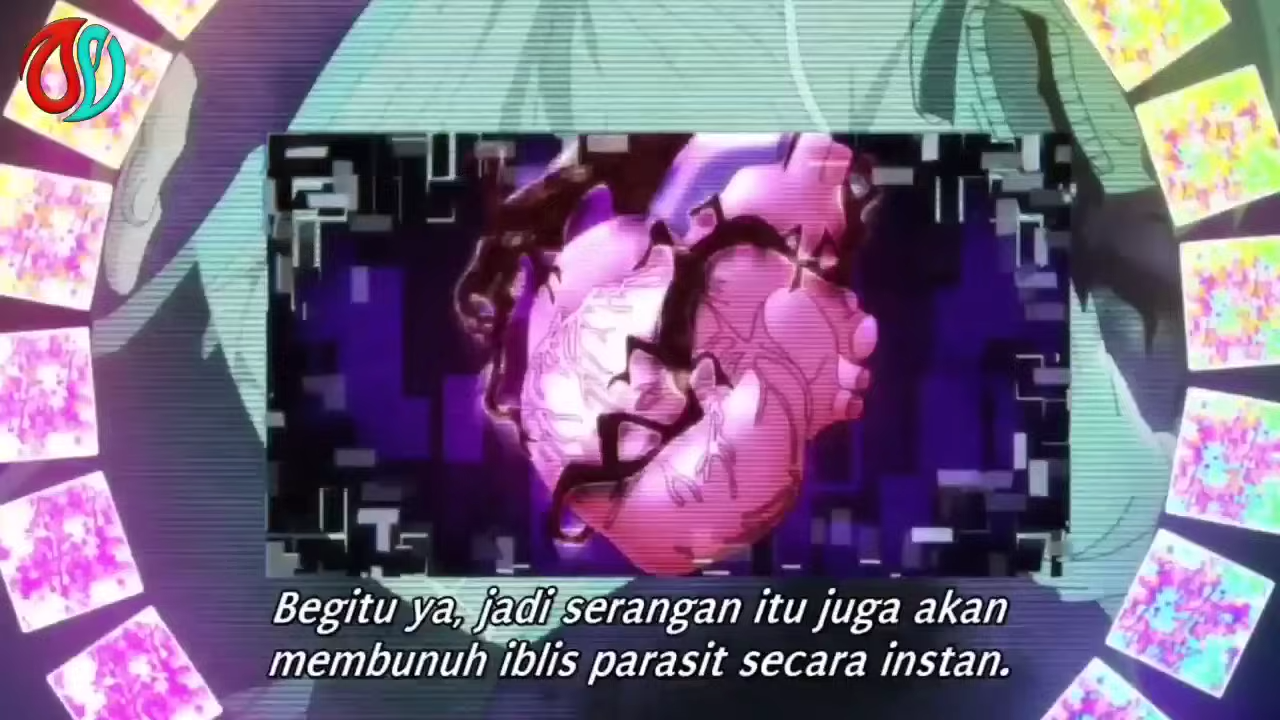 Begitu ya, jadi serangan itu juga akan
membunuh iblis parasit secara instan.